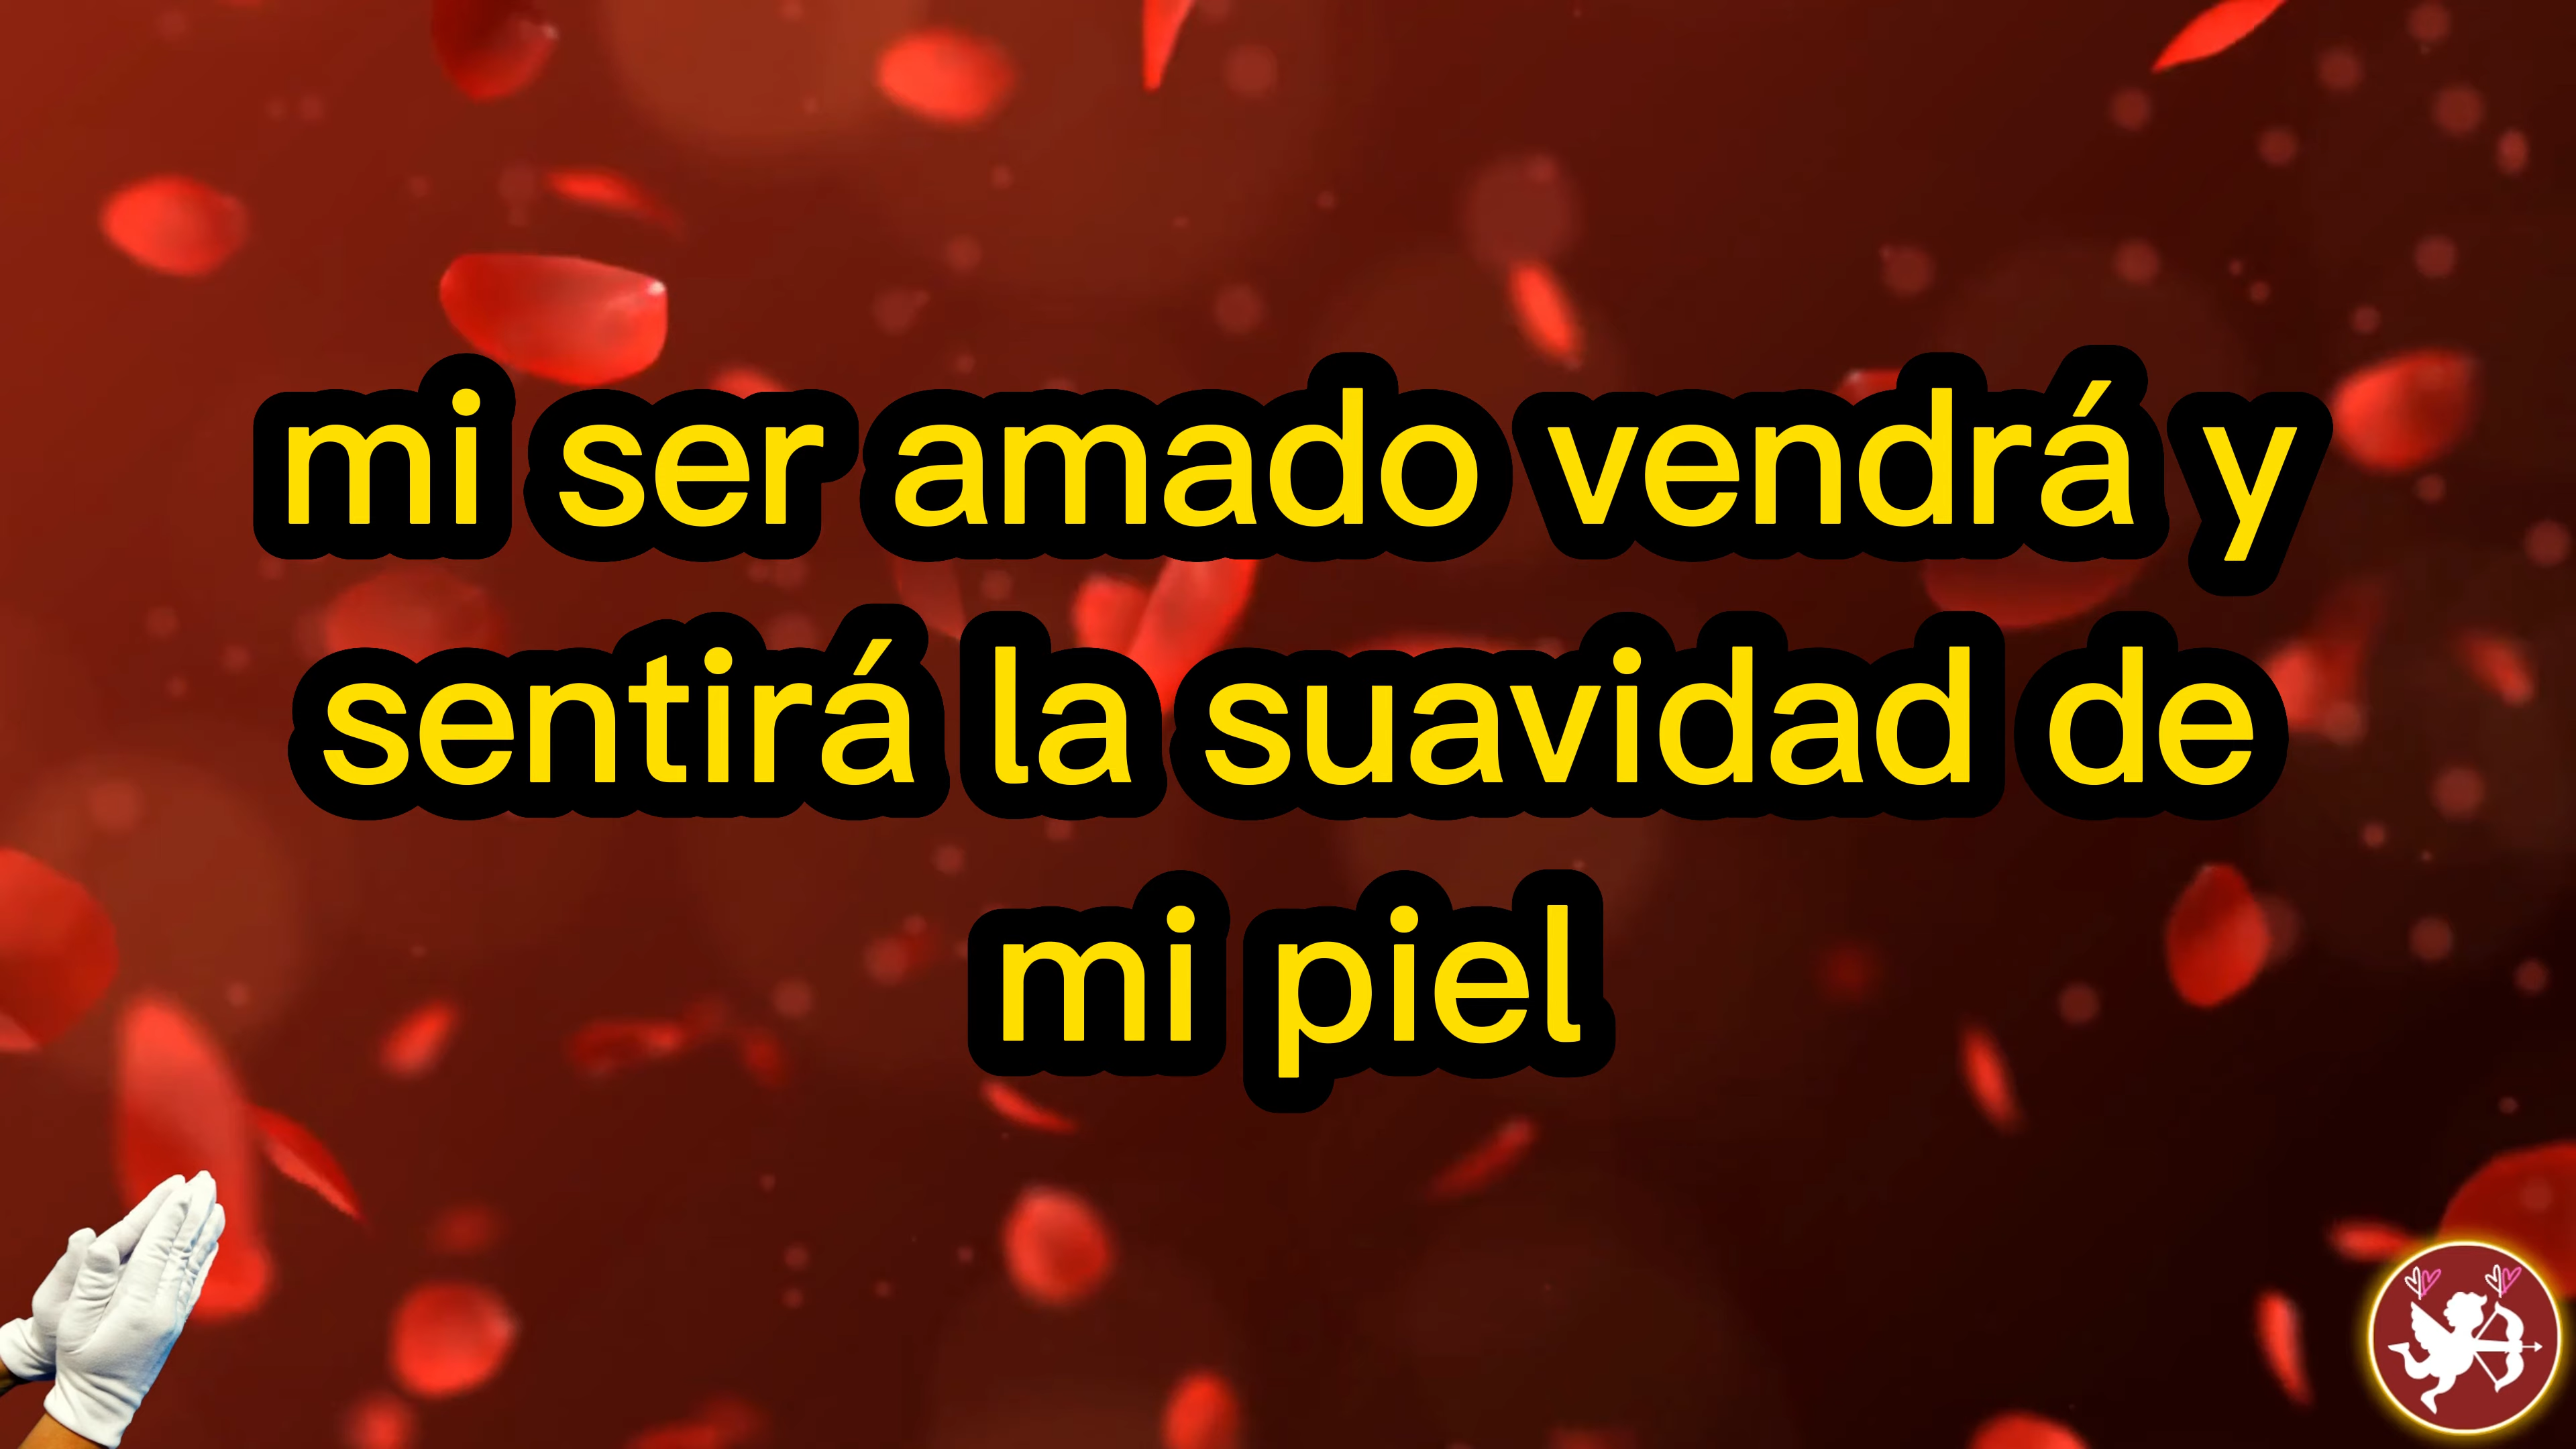 mi ser amado vendrá y
sentirá la suavidad de
mi piel